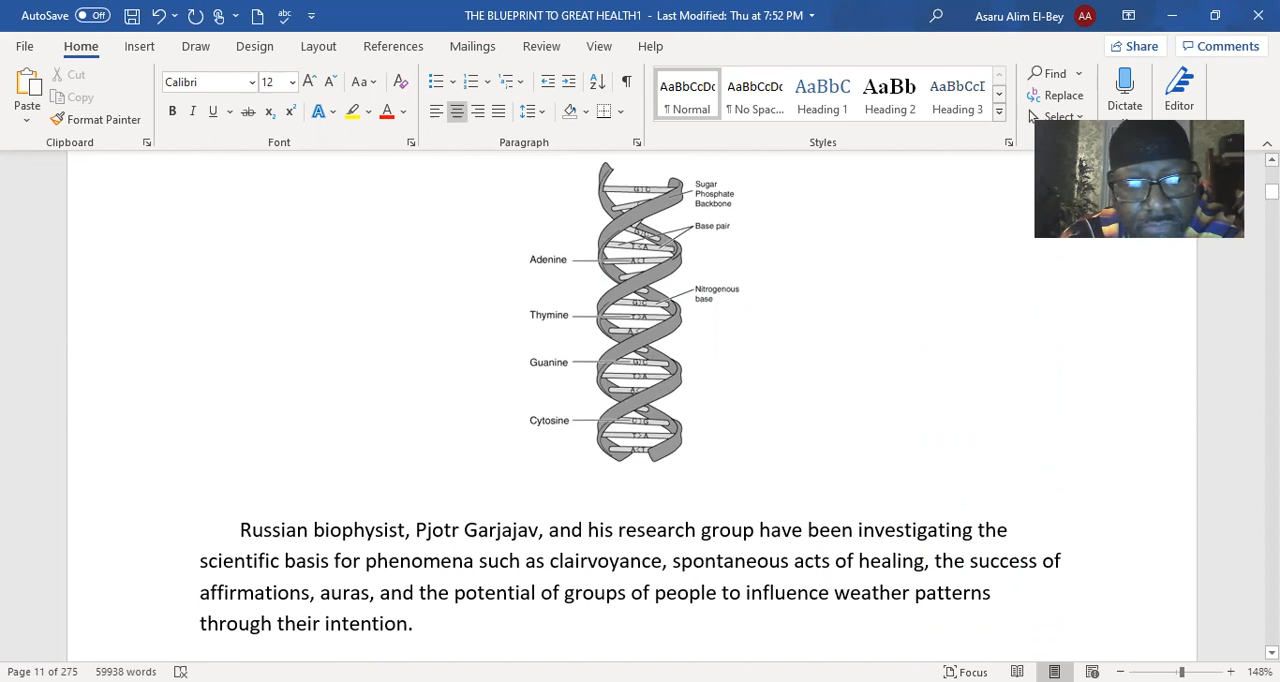 AutoSave Off THE BLUEPRINT TO GREAT HEALTH1 - Last Modified: Thu at 7:52 PM Asaru Alim El-Bey AA
File Home Insert Draw Design Layout References Mailings Review View Help Share Comments
Paste Cut Copy Format Painter
Clipboard
Calibri 12
Font
Paragraph
AaBbCcDc AaBbCcDc AaBbC AaBb AaBbCcI
¶ Normal ¶ No Spac... Heading 1 Heading 2 Heading 3
Styles
Find
Replace
Select
Dictate
Editor
Sugar
Phosphate
Backbone
Base pair
Adenine
Nitrogenous
base
Thymine
Guanine
Cytosine
Russian biophysist, Pjotr Garjajav, and his research group have been investigating the
scientific basis for phenomena such as clairvoyance, spontaneous acts of healing, the success of
affirmations, auras, and the potential of groups of people to influence weather patterns
through their intention.
Page 11 of 275 59938 words Focus 148%